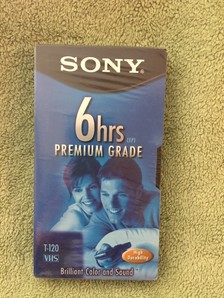 SONY
6hrs (EP)
PREMIUM GRADE
High
Durability
T-120
VHS
Brilliant Color and Sound